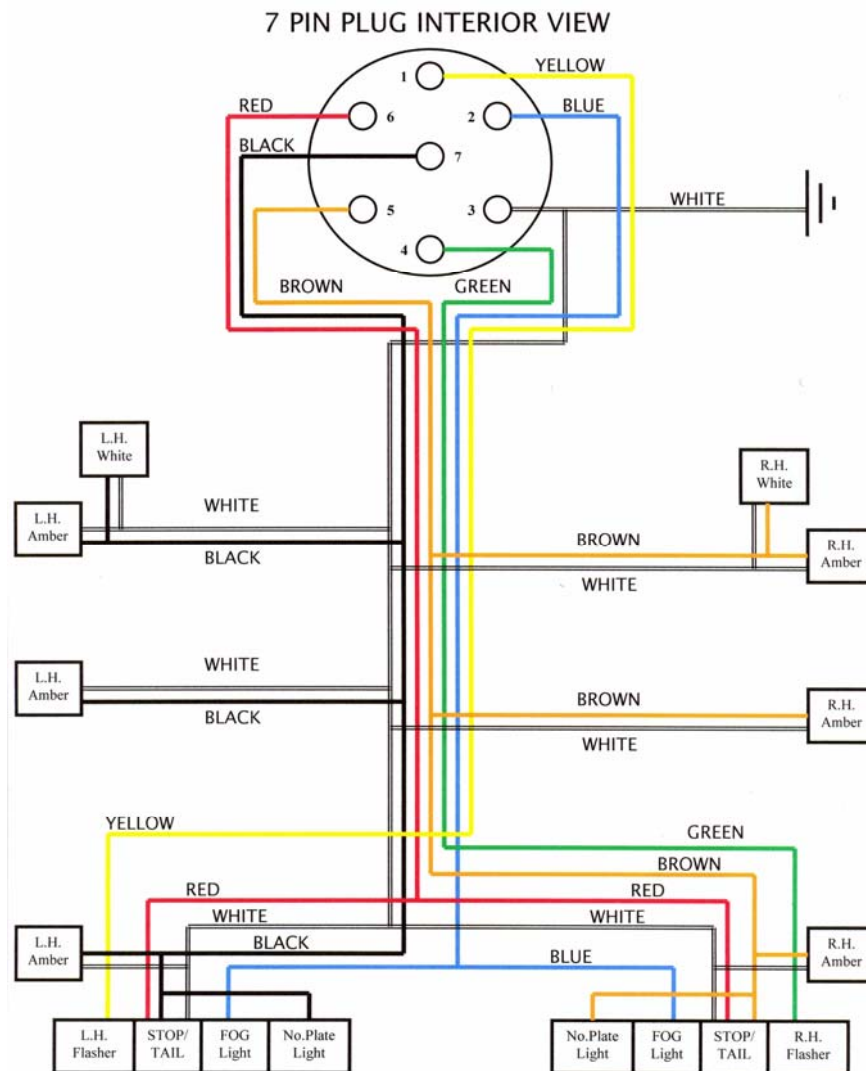 7 PIN PLUG INTERIOR VIEW
YELLOW
1
RED
6
2
BLUE
BLACK
7
5
3
WHITE
4
BROWN
GREEN
L.H.
White
R.H.
White
WHITE
L.H.
Amber
BLACK
BROWN
R.H.
Amber
WHITE
WHITE
L.H.
Amber
BLACK
BROWN
R.H.
Amber
WHITE
YELLOW
GREEN
BROWN
RED
RED
WHITE
WHITE
L.H.
Amber
BLACK
BLUE
R.H.
Amber
L.H.
Flasher
STOP/
TAIL
FOG
Light
No.Plate
Light
No.Plate
Light
FOG
Light
STOP/
TAIL
R.H.
Flasher